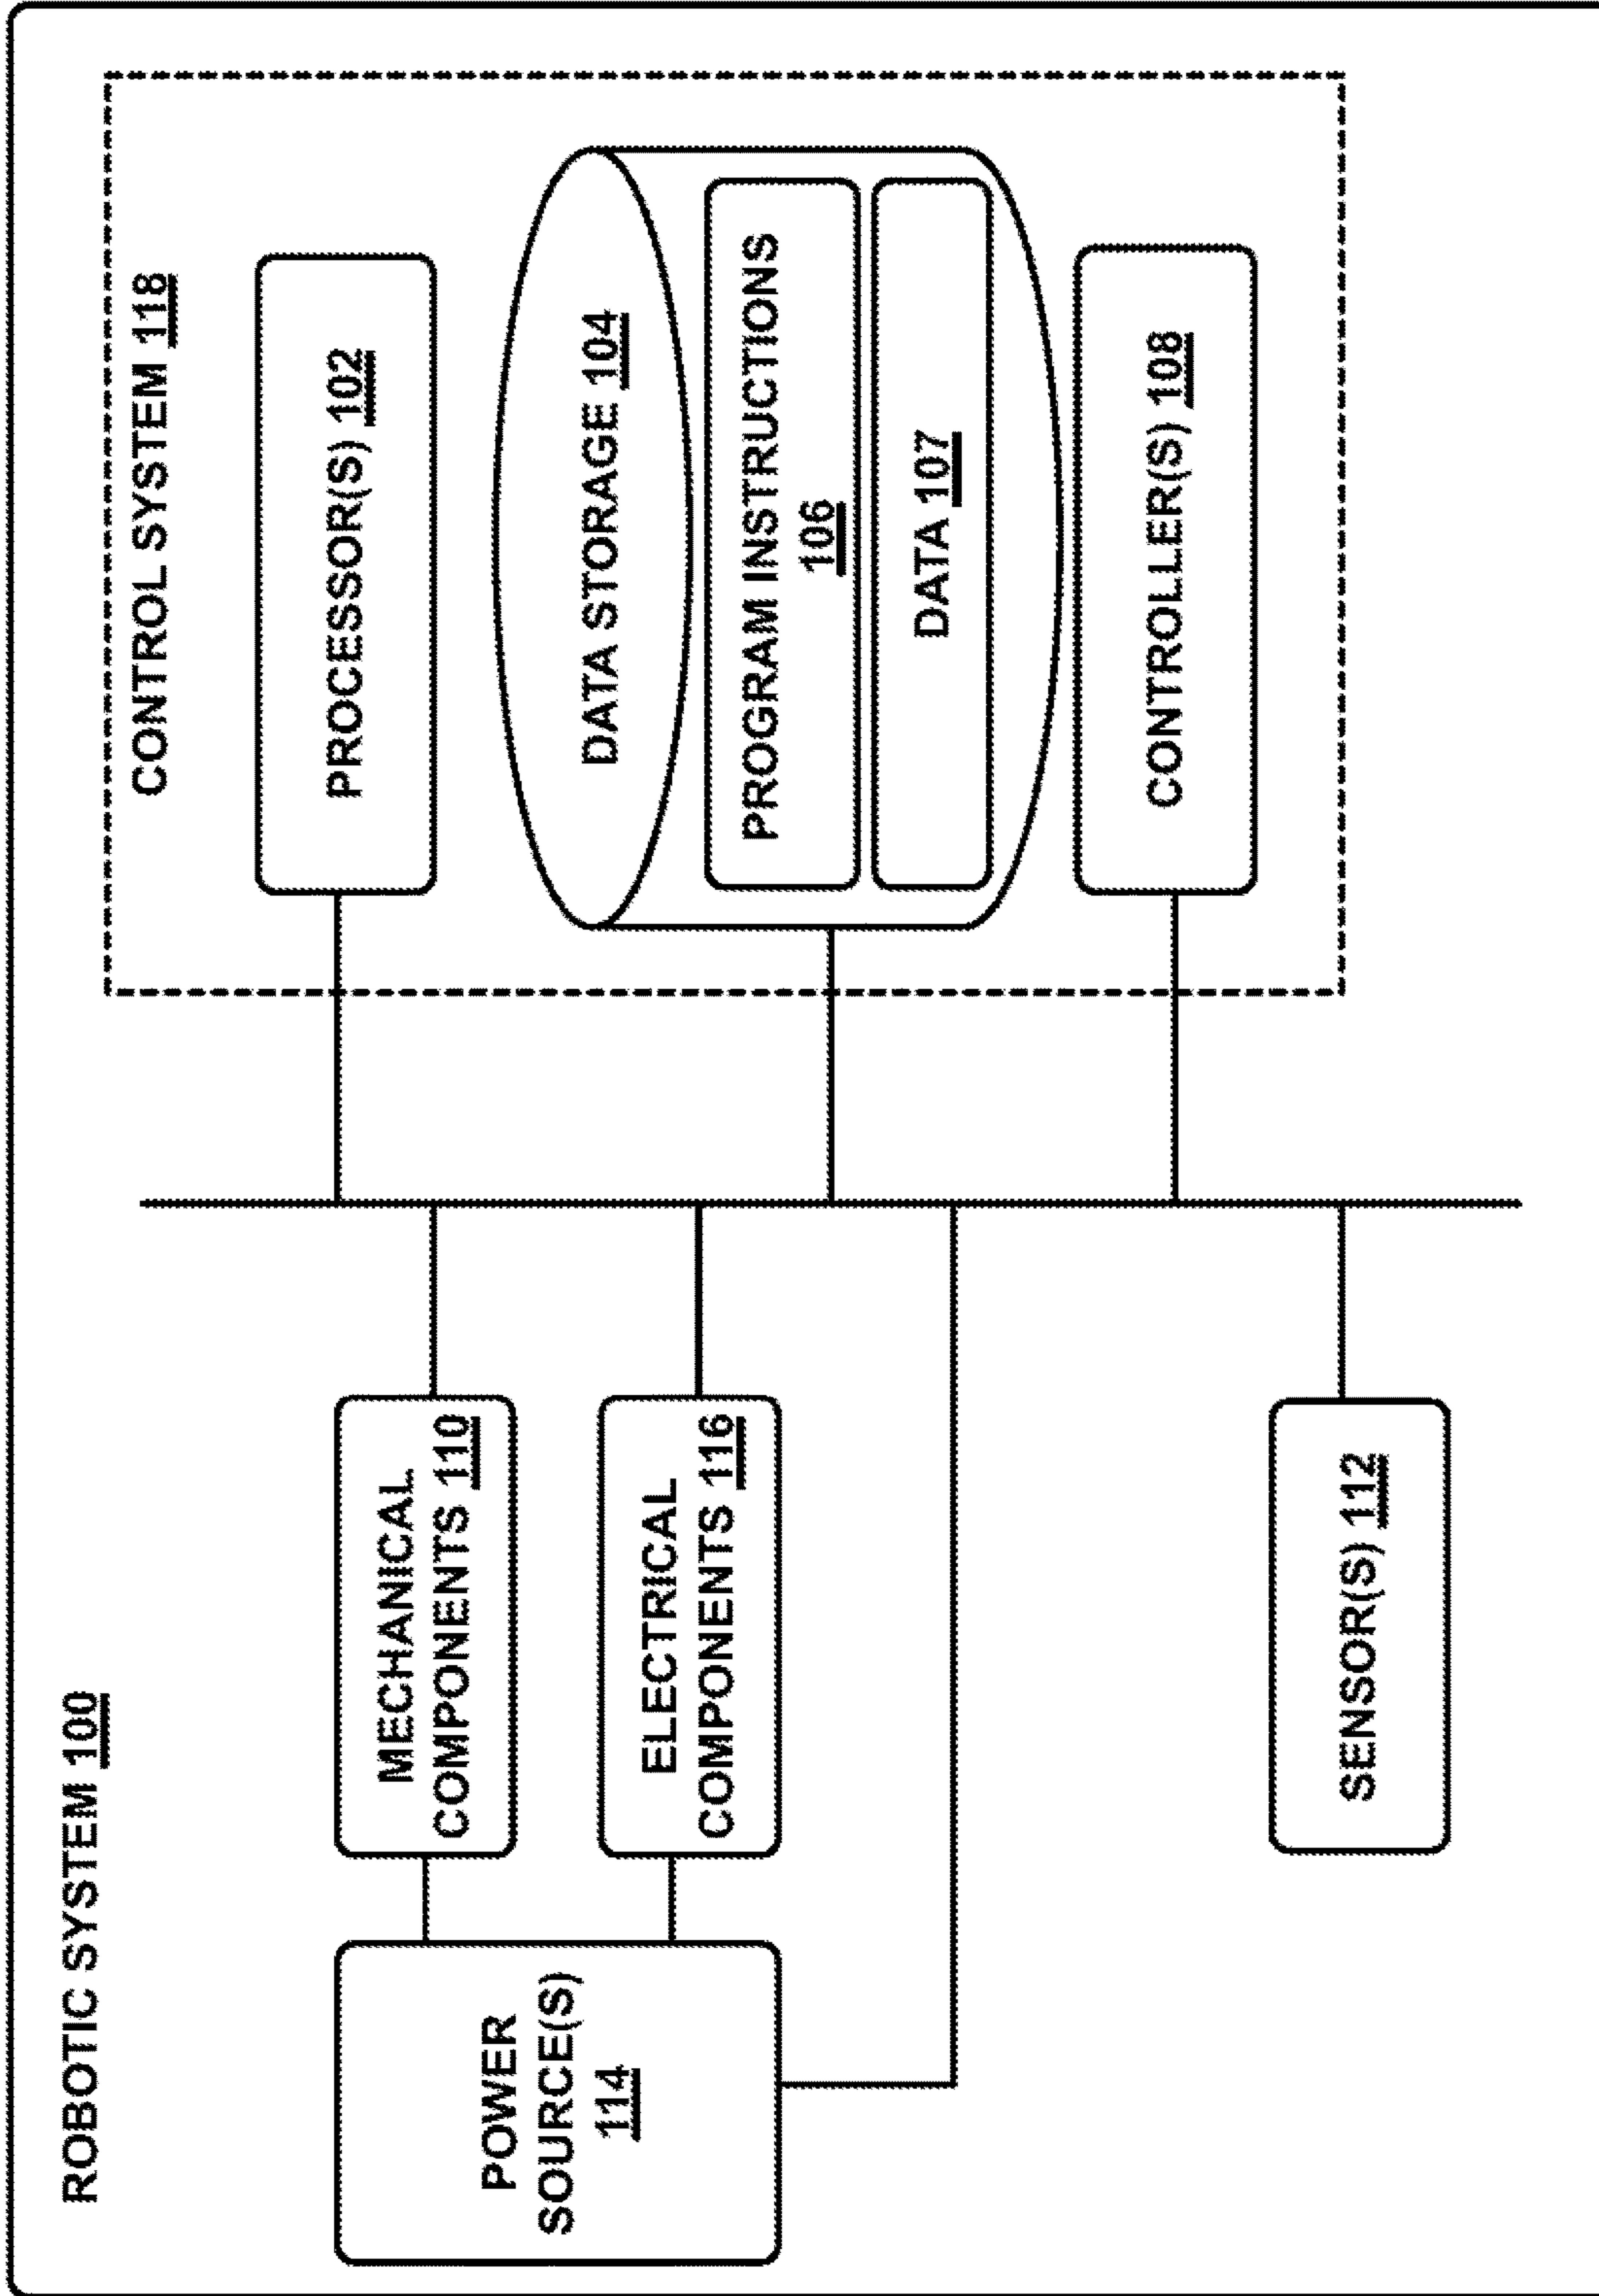 ROBOTIC SYSTEM 100
POWER
SOURCE(S)
114
MECHANICAL
COMPONENTS 110
ELECTRICAL
COMPONENTS 116
SENSOR(S) 112
CONTROL SYSTEM 118
PROCESSOR(S) 102
DATA STORAGE 104
PROGRAM INSTRUCTIONS
106
DATA 107
CONTROLLER(S) 108